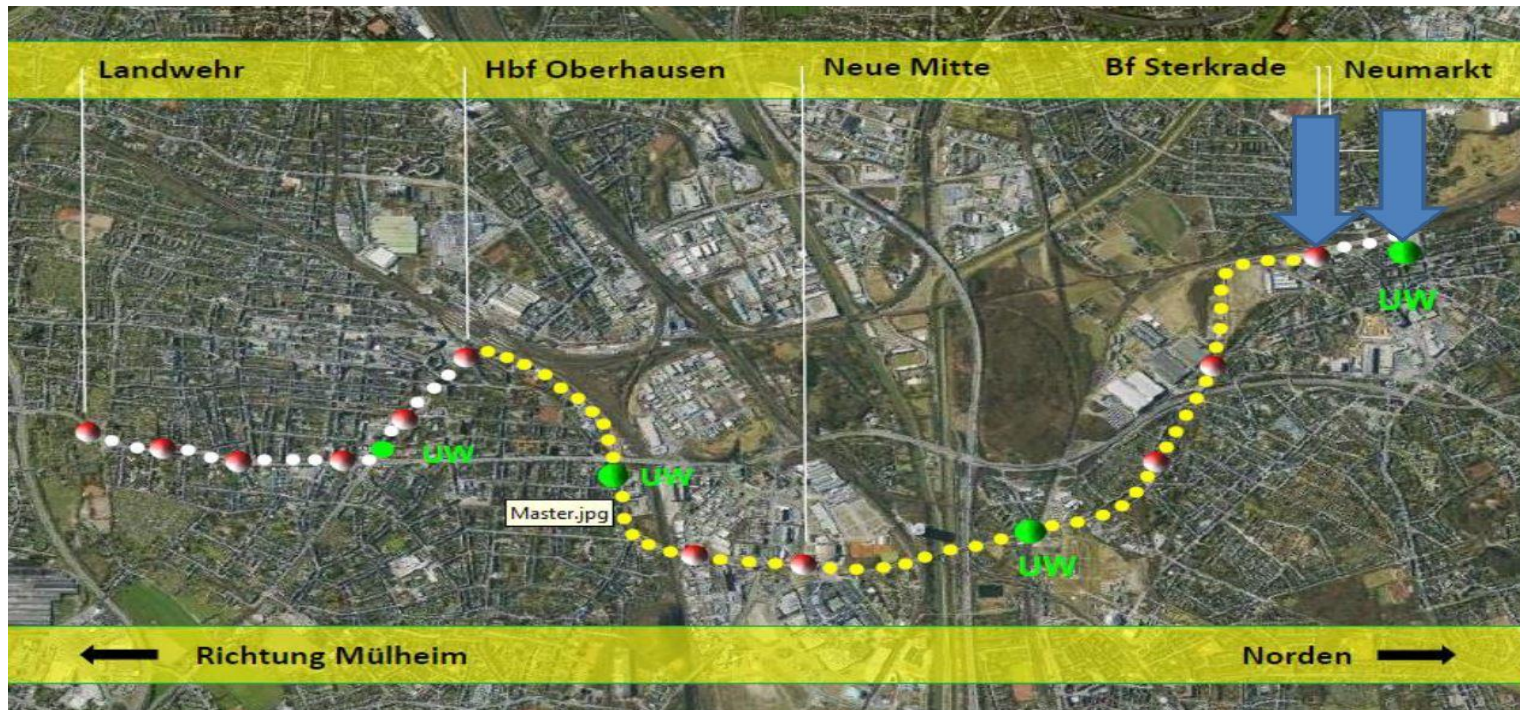 Landwehr
Hbf Oberhausen
Neue Mitte
Bf Sterkrade
Neumarkt
UW
UW
UW
Master.jpg
UW
Richtung Mülheim
Norden